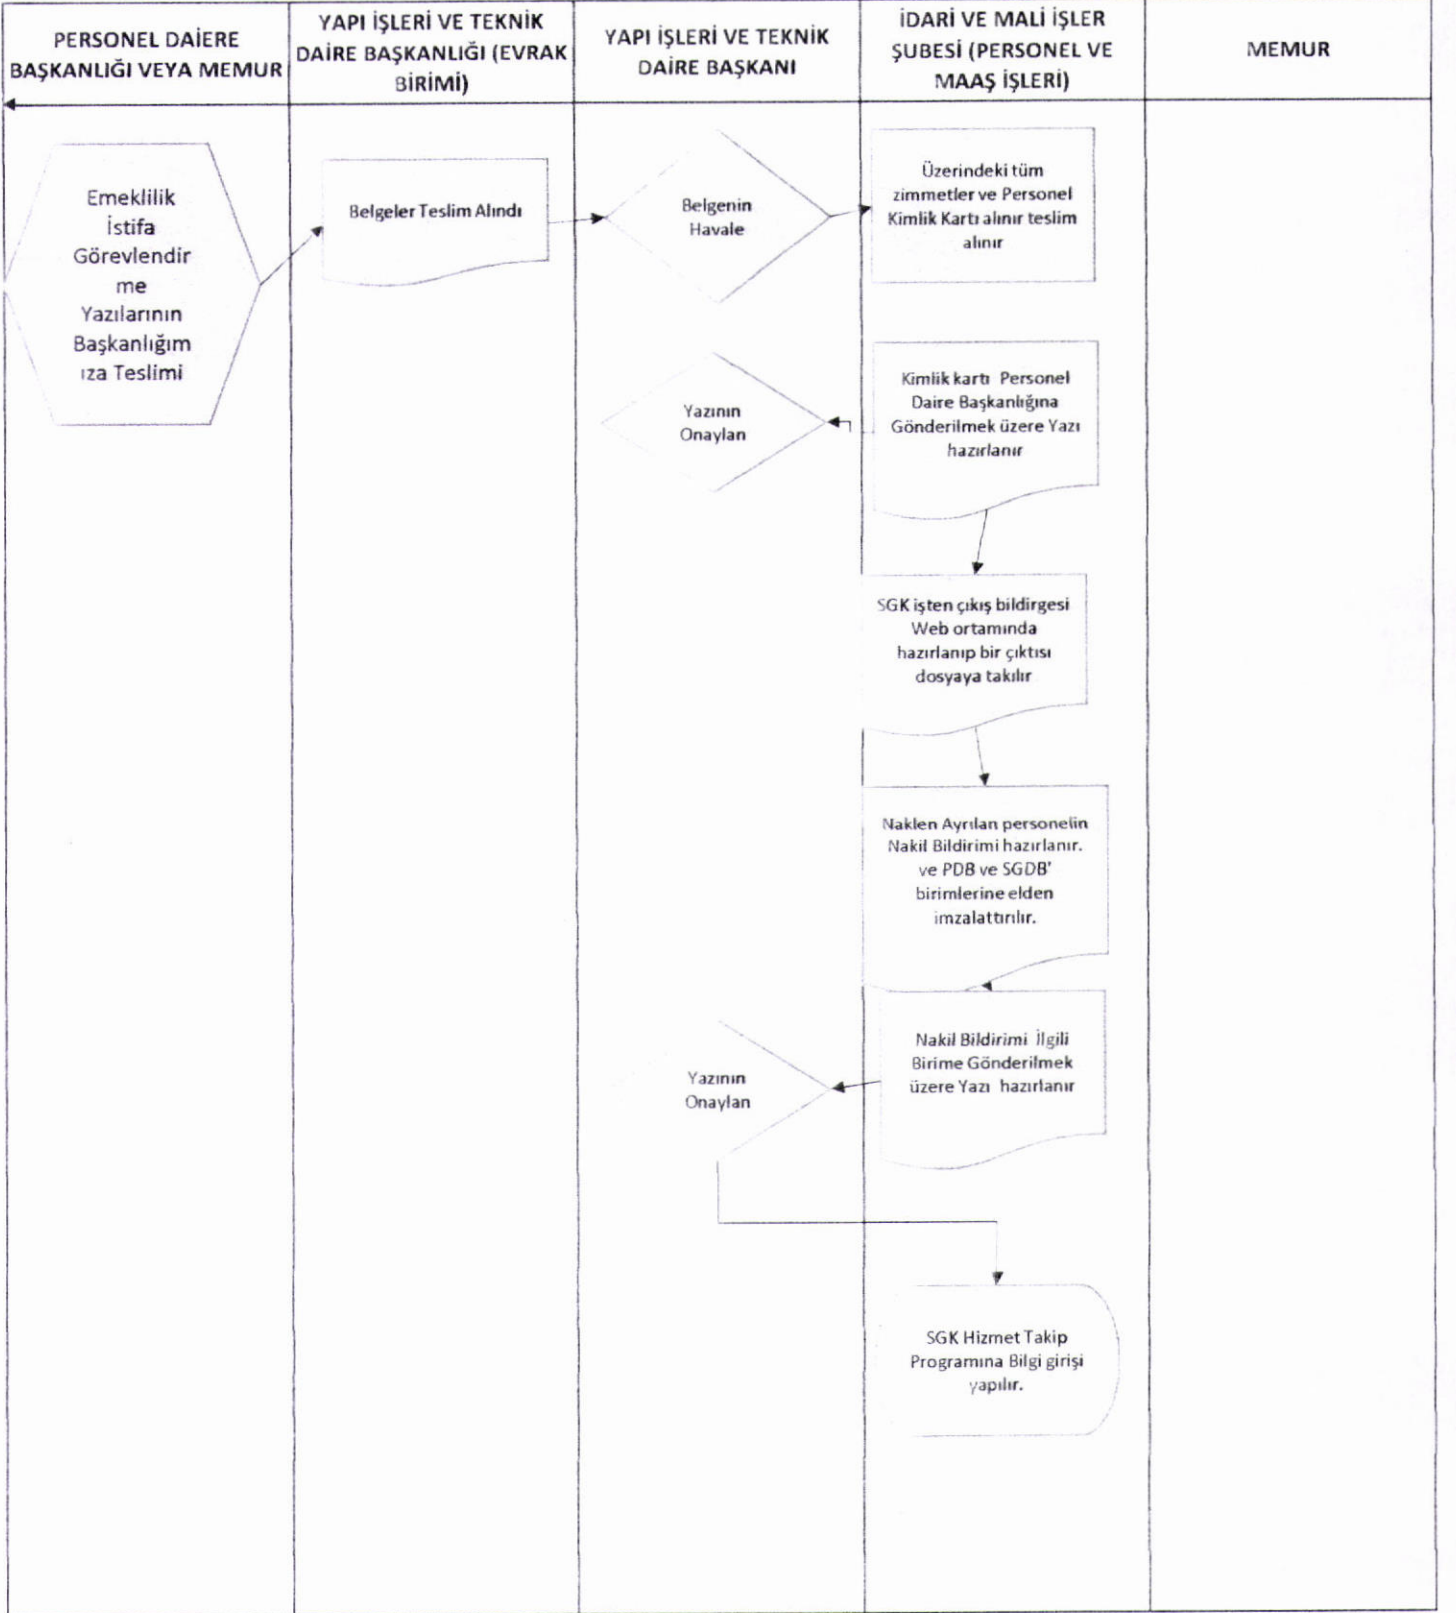 PERSONEL DAİERE
BAŞKANLIĞI VEYA MEMUR
YAPI İŞLERİ VE TEKNİK
DAİRE BAŞKANLIĞI (EVRAK
BİRİMİ)
YAPI İŞLERİ VE TEKNİK
DAİRE BAŞKANI
İDARİ VE MALİ İŞLER
ŞUBESİ (PERSONEL VE
MAAŞ İŞLERİ)
MEMUR
Emeklilik
İstifa
Görevlendir
me
Yazılarının
Başkanlığım
ıza Teslimi
Belgeler Teslim Alındı
Belgenin
Havale
Üzerindeki tüm
zimmetler ve Personel
Kimlik Kartı alınır teslim
alınır
Yazının
Onaylan
Kimlik kartı Personel
Daire Başkanlığına
Gönderilmek üzere Yazı
hazırlanır
SGK işten çıkış bildirgesi
Web ortamında
hazırlanıp bir çıktısı
dosyaya takılır
Naklen Ayrılan personelin
Nakil Bildirimi hazırlanır.
ve PDB ve SGDB'
birimlerine elden
imzalattırılır.
Yazının
Onaylan
Nakil Bildirimi İlgili
Birime Gönderilmek
üzere Yazı hazırlanır
SGK Hizmet Takip
Programına Bilgi girişi
yapılır.